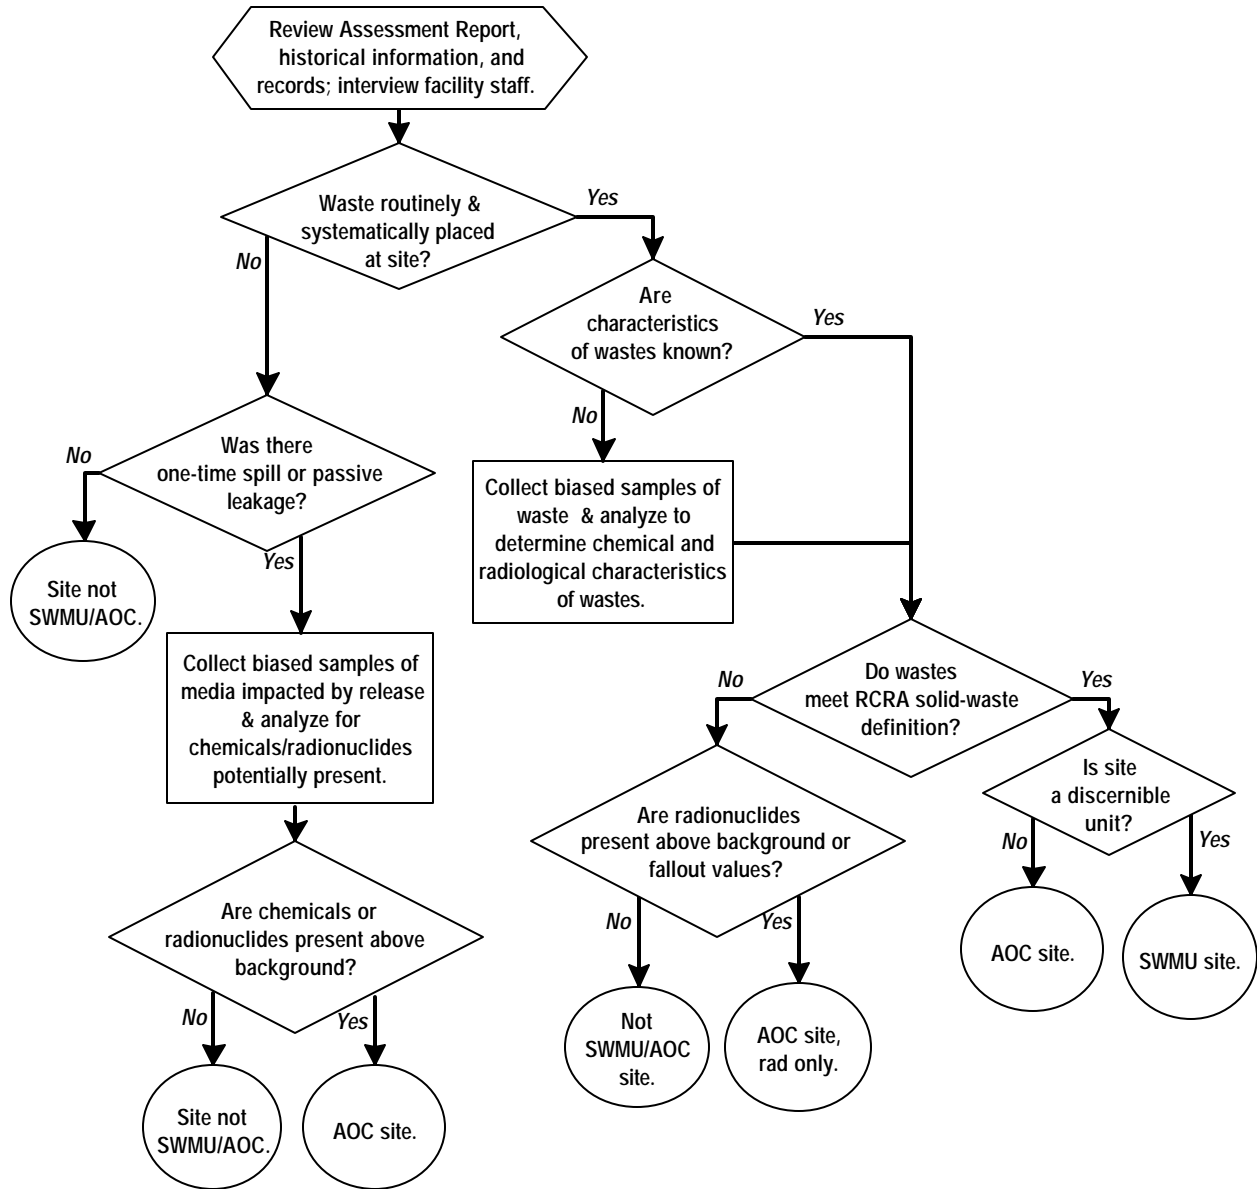 Review Assessment Report,
historical information, and
records; interview facility staff.
Waste routinely &
systematically placed
at site?
Yes
No
Are
characteristics
of wastes known?
Yes
No
Was there
one-time spill or passive
leakage?
No
Yes
Site not
SWMU/AOC.
Collect biased samples of
waste & analyze to
determine chemical and
radiological characteristics
of wastes.
Collect biased samples of
media impacted by release
& analyze for
chemicals/radionuclides
potentially present.
Do wastes
meet RCRA solid-waste
definition?
No
Yes
Is site
a discernible
unit?
No
Yes
Are radionuclides
present above background or
fallout values?
No
Yes
Are chemicals or
radionuclides present above
background?
No
Yes
AOC site.
SWMU site.
Not
SWMU/AOC
site.
AOC site,
rad only.
Site not
SWMU/AOC.
AOC site.